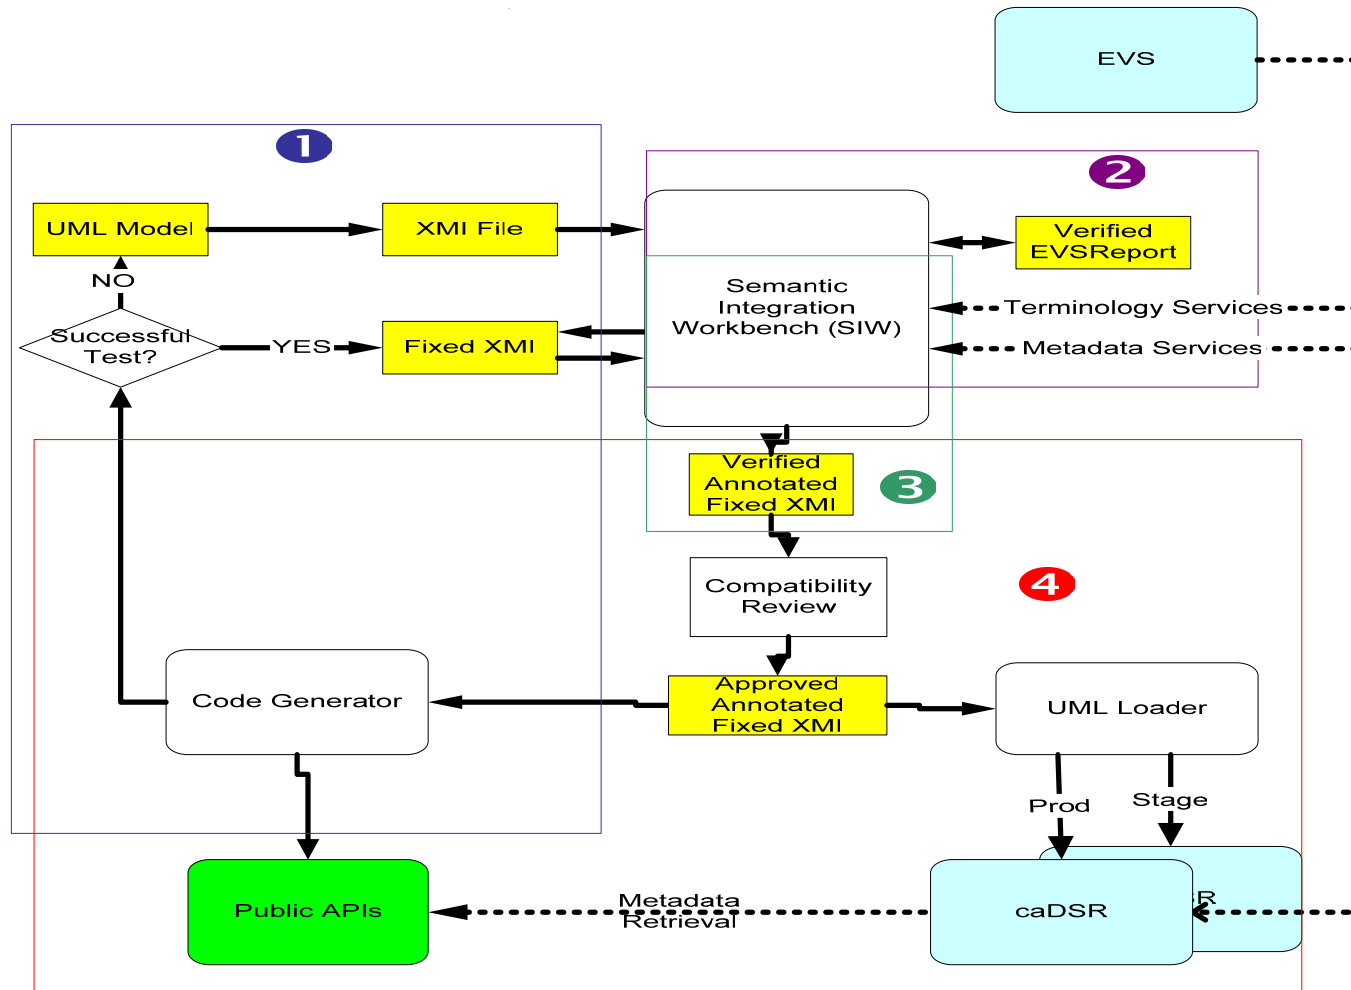 EVS
1
2
UML Model
XMI File
Verified
EVSReport
NO
Semantic
Integration
Workbench (SIW)
Terminology Services
Successful
Test?
YES
Fixed XMI
Metadata Services
Verified
Annotated
Fixed XMI
3
Compatibility
Review
4
Approved
Annotated
Fixed XMI
Code Generator
UML Loader
Prod
Stage
Public APIs
Metadata
Retrieval
caDSR
SR